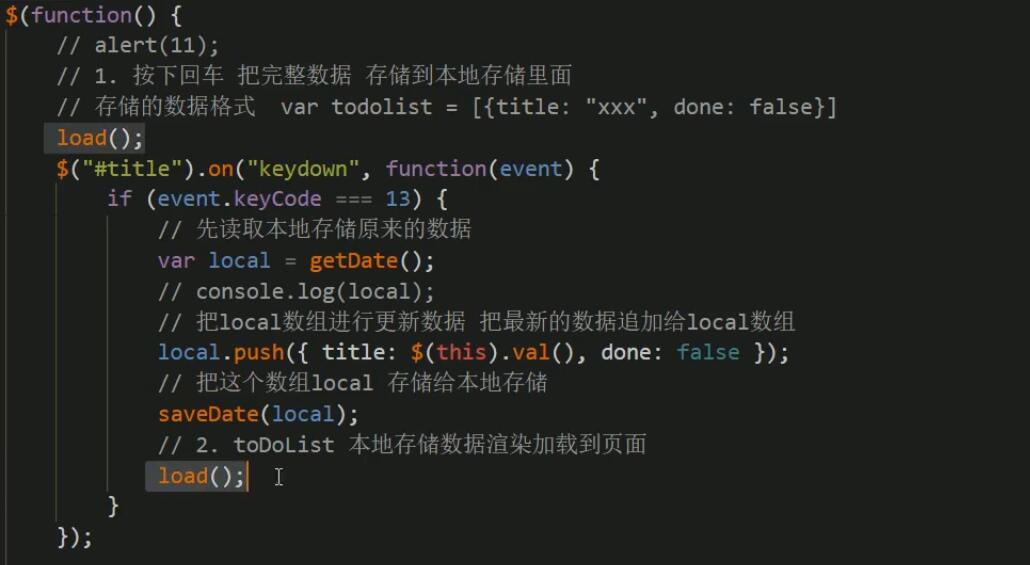 $(function() {
// alert(11);
// 1. 按下回车 把完整数据 存储到本地存储里面
// 存储的数据格式  var todolist = [{title: "xxx", done: false}]
load();
$("#title").on("keydown", function(event) {
if (event.keyCode === 13) {
// 先读取本地存储原来的数据
var local = getDate();
// console.log(local);
// 把local数组进行更新数据 把最新的数据追加给local数组
local.push({ title: $(this).val(), done: false });
// 把这个数组local 存储给本地存储
saveDate(local);
// 2. toDoList 本地存储数据渲染加载到页面
load();
}
});